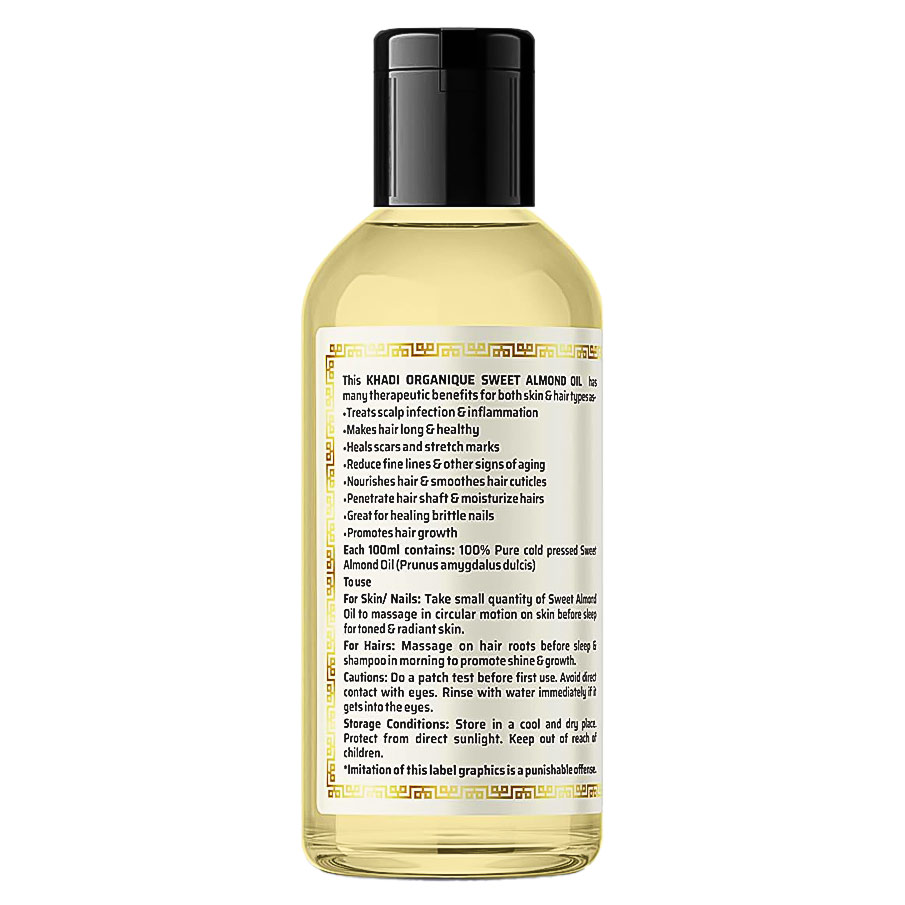 This KHADI ORGANIQUE SWEET ALMOND OIL has
many therapeutic benefits for both skin & hair types as-
•Treats scalp infection & inflammation
•Makes hair long & healthy
•Heals scars and stretch marks
•Reduce fine lines & other signs of aging
•Nourishes hair & smoothes hair cuticles
•Penetrate hair shaft & moisturize hairs
•Great for healing brittle nails
•Promotes hair growth
Each 100ml contains: 100% Pure cold pressed Sweet
Almond Oil (Prunus amygdalus dulcis)
To use
For Skin/ Nails: Take small quantity of Sweet Almond
Oil to massage in circular motion on skin before sleep
for toned & radiant skin.
For Hairs: Massage on hair roots before sleep &
shampoo in morning to promote shine & growth.
Cautions: Do a patch test before first use. Avoid direct
contact with eyes. Rinse with water immediately if it
gets into the eyes.
Storage Conditions: Store in a cool and dry place.
Protect from direct sunlight. Keep out of reach of
children.
*Imitation of this label graphics is a punishable offense.